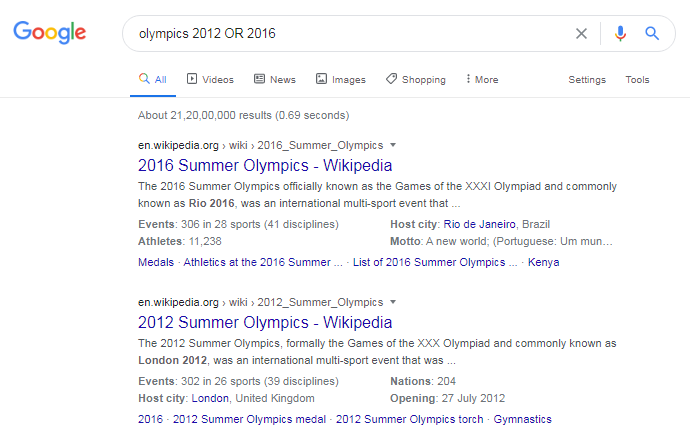 Google
olympics 2012 OR 2016
All Videos News Images Shopping More Settings Tools
About 21,20,00,000 results (0.69 seconds)
en.wikipedia.org › wiki › 2016_Summer_Olympics
2016 Summer Olympics - Wikipedia
The 2016 Summer Olympics officially known as the Games of the XXXI Olympiad and commonly
known as Rio 2016, was an international multi-sport event that ...
Events: 306 in 28 sports (41 disciplines) Host city: Rio de Janeiro, Brazil
Athletes: 11,238 Motto: A new world; (Portuguese: Um mun…
Medals · Athletics at the 2016 Summer ... · List of 2016 Summer Olympics ... · Kenya
en.wikipedia.org › wiki › 2012_Summer_Olympics
2012 Summer Olympics - Wikipedia
The 2012 Summer Olympics, formally the Games of the XXX Olympiad and commonly known as
London 2012, was an international multi-sport event that was ...
Events: 302 in 26 sports (39 disciplines) Nations: 204
Host city: London, United Kingdom Opening: 27 July 2012
2016 · 2012 Summer Olympics medal · 2012 Summer Olympics torch · Gymnastics